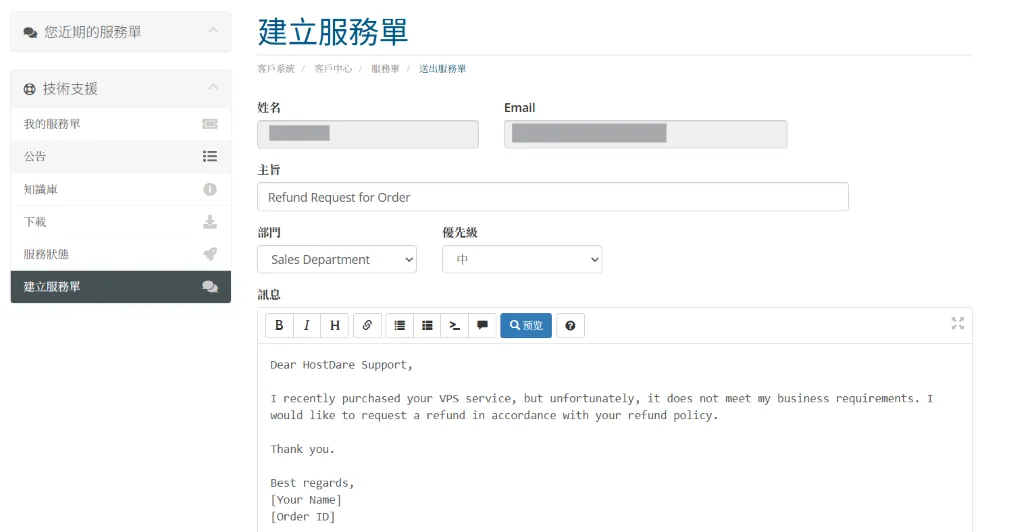 您近期的服務單
技術支援
我的服務單
公告
知識庫
下載
服務狀態
建立服務單
建立服務單
客戶系統 / 客戶中心 / 服務單 / 送出服務單
姓名
Email
主旨
Refund Request for Order
部門
優先級
Sales Department
中
訊息
B I H 预览
Dear HostDare Support,
I recently purchased your VPS service, but unfortunately, it does not meet my business requirements. I
would like to request a refund in accordance with your refund policy.
Thank you.
Best regards,
[Your Name]
[Order ID]